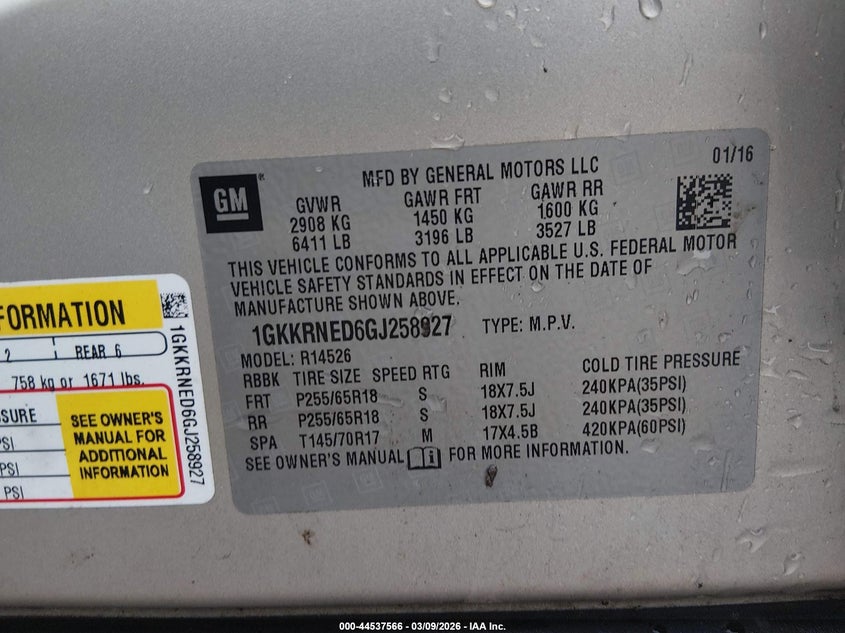 GM
®
MFD BY GENERAL MOTORS LLC
01/16
GVWR GAWR FRT GAWR RR
2908 KG 1450 KG 1600 KG
6411 LB 3196 LB 3527 LB
THIS VEHICLE CONFORMS TO ALL APPLICABLE U.S. FEDERAL MOTOR
VEHICLE SAFETY STANDARDS IN EFFECT ON THE DATE OF
MANUFACTURE SHOWN ABOVE.
1GKKRNED6GJ258927 TYPE: M.P.V.
MODEL: R14526
RBBK TIRE SIZE SPEED RTG RIM COLD TIRE PRESSURE
FRT P255/65R18 S 18X7.5J 240KPA(35PSI)
RR P255/65R18 S 18X7.5J 240KPA(35PSI)
SPA T145/70R17 M 17X4.5B 420KPA(60PSI)
SEE OWNER'S MANUAL FOR MORE INFORMATION.
FORMATION
2 REAR 6
758 kg or 1671 lbs.
SSURE
PSI
PSI
PSI
SEE OWNER'S
MANUAL FOR
ADDITIONAL
INFORMATION
1GKKRNED6GJ258927
000-44537566 — 03/09/2026 - IAA Inc.